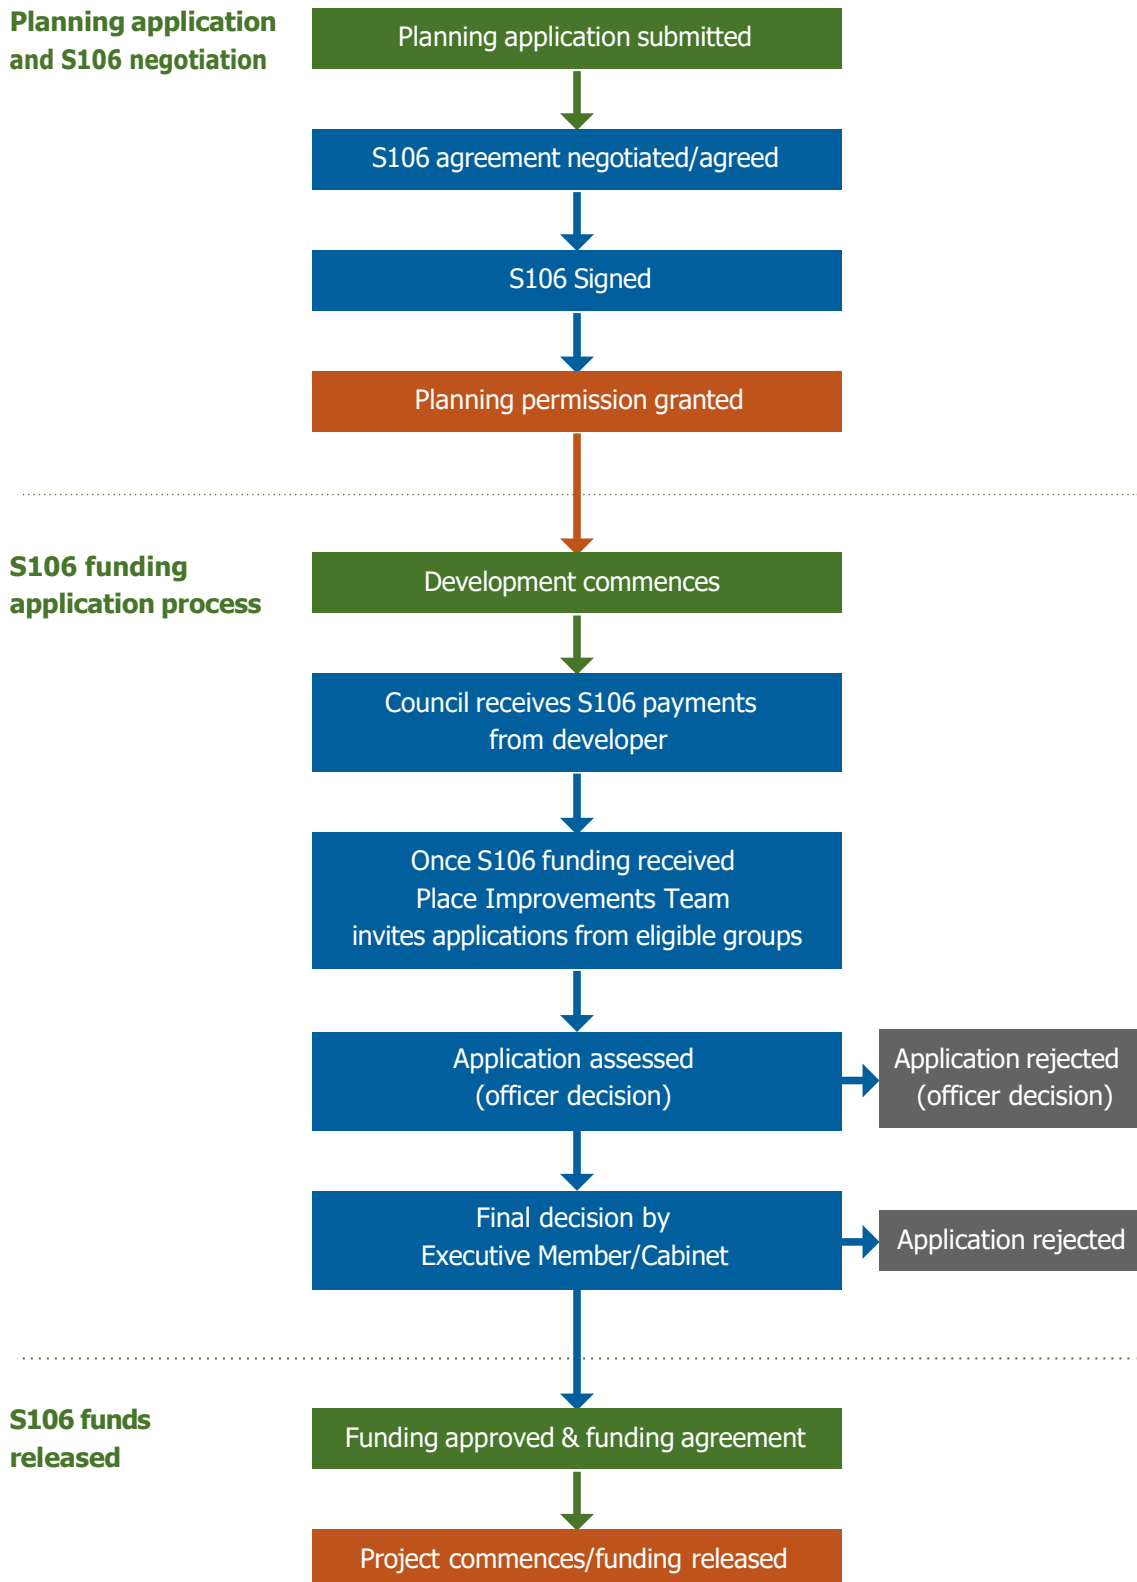 Planning application
and S106 negotiation
Planning application submitted
S106 agreement negotiated/agreed
S106 Signed
Planning permission granted
S106 funding
application process
Development commences
Council receives S106 payments
from developer
Once S106 funding received
Place Improvements Team
invites applications from eligible groups
Application assessed
(officer decision)
Application rejected
(officer decision)
Final decision by
Executive Member/Cabinet
Application rejected
S106 funds
released
Funding approved & funding agreement
Project commences/funding released